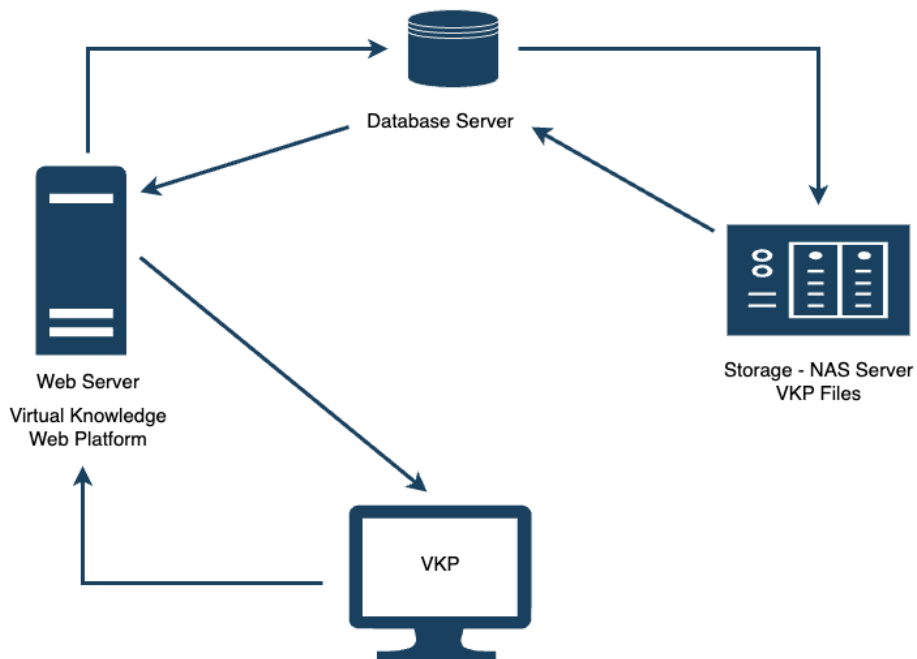 Database Server
Web Server
Virtual Knowledge
Web Platform
Storage - NAS Server
VKP Files
VKP